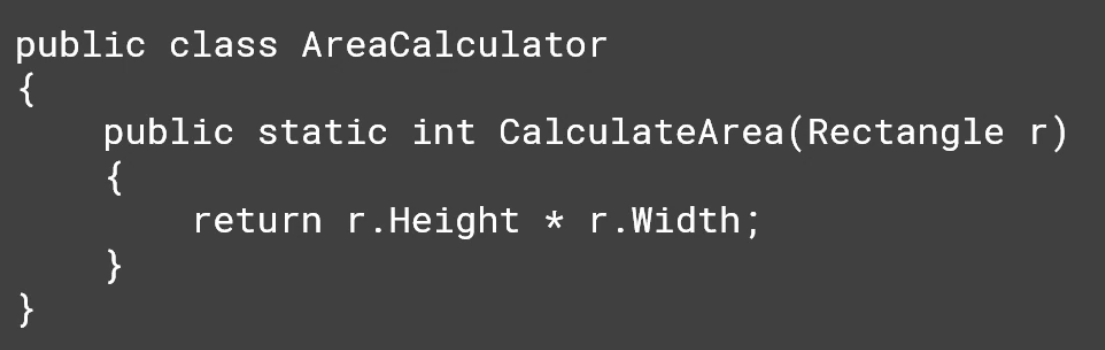 public class AreaCalculator
{
    public static int CalculateArea(Rectangle r)
    {
        return r.Height * r.Width;
    }
}